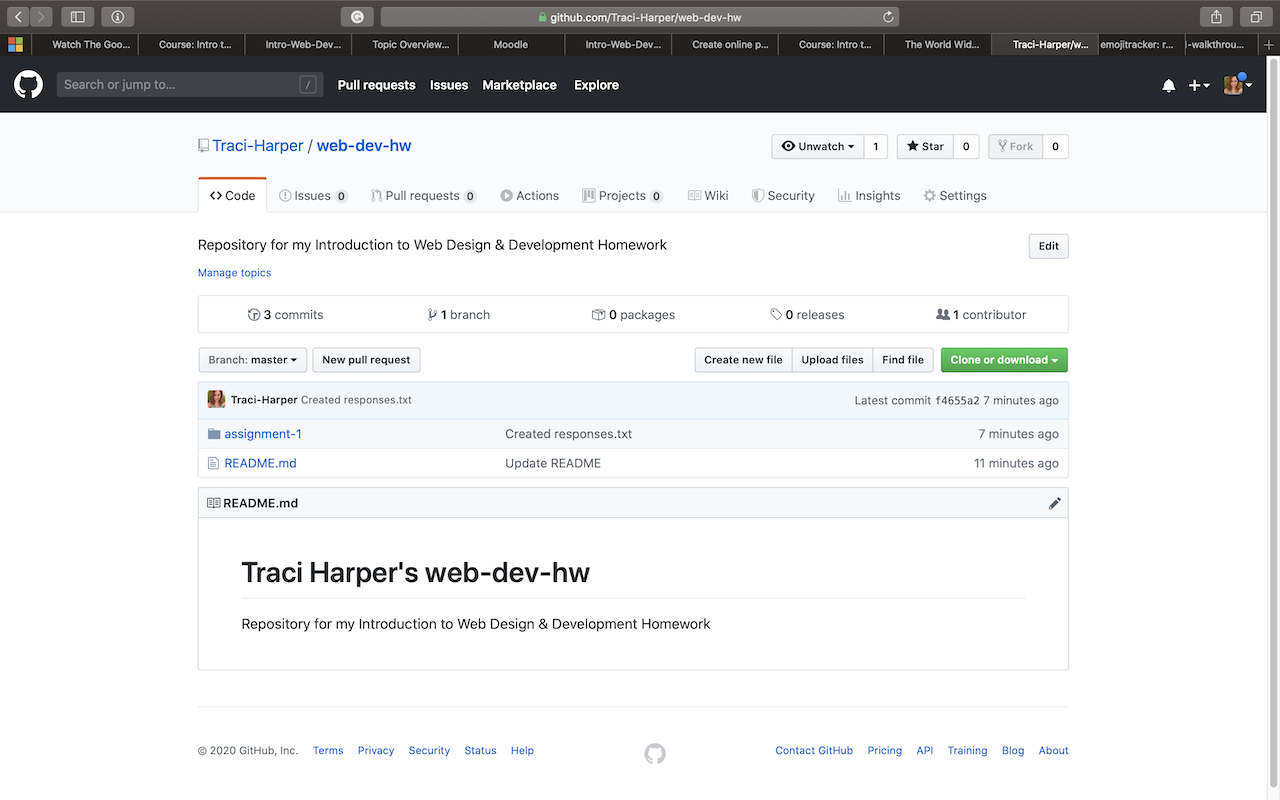 github.com/Traci-Harper/web-dev-hw
Watch The Goo... Course: Intro t... Intro-Web-Dev... Topic Overview... Moodle Intro-Web-Dev... Create online p... Course: Intro t... The World Wid... Traci-Harper/w... emojitracker: r... -walkthrou...
Search or jump to... / Pull requests Issues Marketplace Explore
Traci-Harper / web-dev-hw Unwatch 1 Star 0 Fork 0
Code Issues 0 Pull requests 0 Actions Projects 0 Wiki Security Insights Settings
Repository for my Introduction to Web Design & Development Homework Edit
Manage topics
3 commits 1 branch 0 packages 0 releases 1 contributor
Branch: master New pull request Create new file Upload files Find file Clone or download
Traci-Harper Created responses.txt Latest commit f4655a2 7 minutes ago
assignment-1 Created responses.txt 7 minutes ago
README.md Update README 11 minutes ago
README.md
Traci Harper's web-dev-hw
Repository for my Introduction to Web Design & Development Homework
© 2020 GitHub, Inc. Terms Privacy Security Status Help Contact GitHub Pricing API Training Blog About